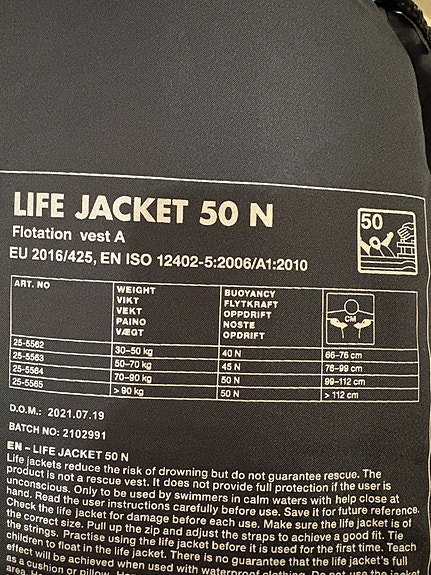 LIFE JACKET 50 N
50
Flotation vest A
EU 2016/425, EN ISO 12402-5:2006/A1:2010
ART. NO WEIGHT BUOYANCY
VIKT FLYTKRAFT
VEKT OPPDRIFT
PAINO NOSTE
VÆGT OPDRIFT
CM
25-5562 30–50 kg 40 N 66–76 cm
25-5563 50–70 kg 45 N 76–99 cm
25-5564 70–90 kg 50 N 99–112 cm
25-5565 > 90 kg 50 N > 112 cm
D.O.M.: 2021.07.19
BATCH NO: 2102991
EN – LIFE JACKET 50 N
Life jackets reduce the risk of drowning but do not guarantee rescue. The
product is not a rescue vest. It does not provide full protection if the user is
unconscious. Only to be used by swimmers in calm waters with help close at
hand. Read the user instructions carefully before use. Save it for future reference.
Check the life jacket for damage before each use. Make sure the life jacket is of
the correct size. Pull up the zip and adjust the straps to achieve a good fit. Tie
the strings. Practise using the life jacket before it is used for the first time. Teach
children to float in the life jacket. There is no guarantee that the life jacket's full
effect will be achieved when used with waterproof clothing. Do not use the jacket
as a cushion or pillow.
area.